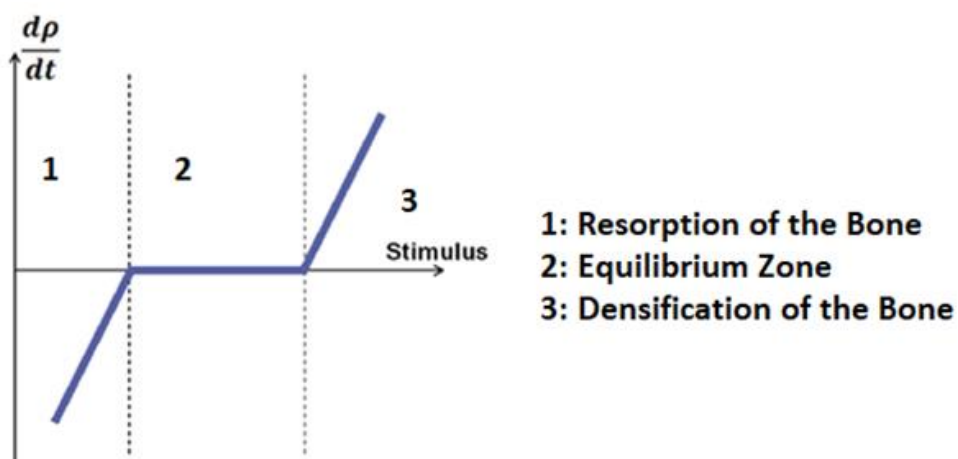 dρ
dt
1
2
3
Stimulus
1: Resorption of the Bone
2: Equilibrium Zone
3: Densification of the Bone